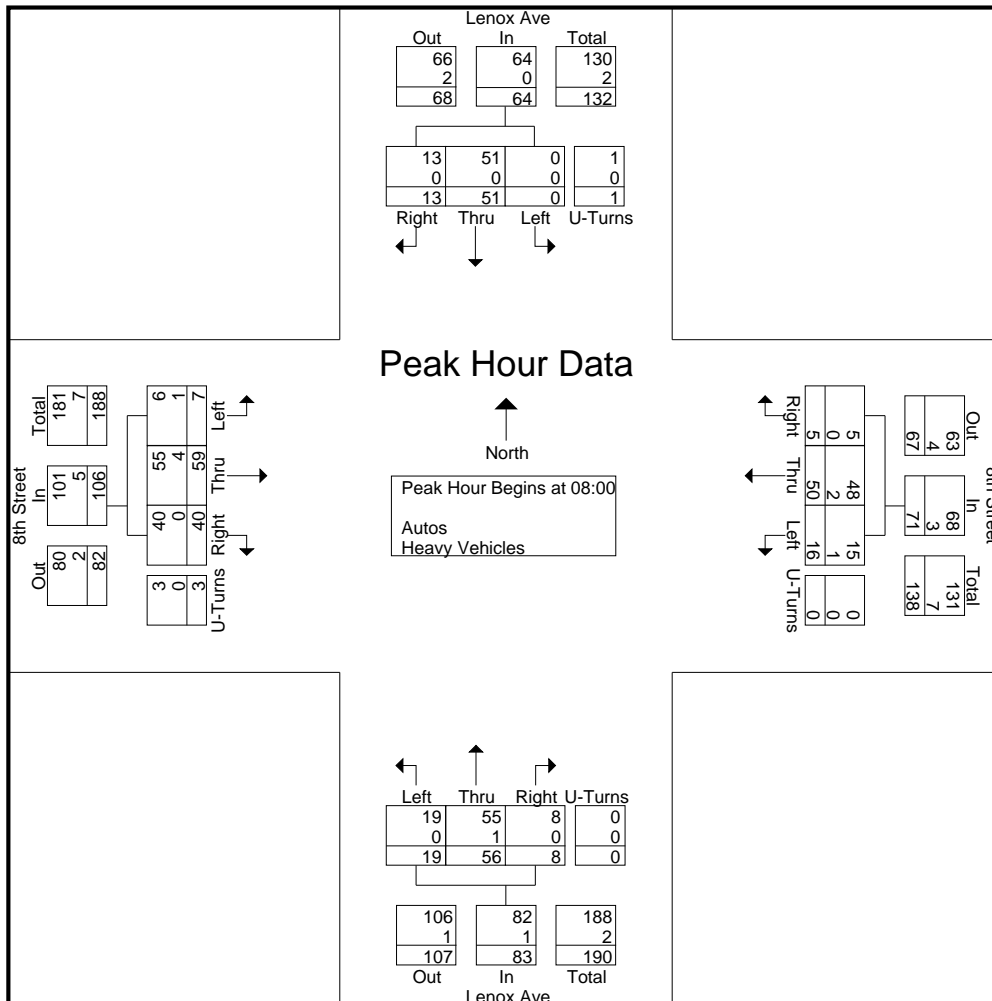 Lenox Ave
Out In Total
66 64 130
2 0 2
68 64 132
13 51 0 1
0 0 0 0
13 51 0 1
Right Thru Left U-Turns
Peak Hour Data
North
Peak Hour Begins at 08:00
Autos
Heavy Vehicles
8th Street
Out In Total
80 101 181
2 5 7
82 106 188
Left Thru Right U-Turns
6 55 40 3
1 4 0 0
7 59 40 3
8th Street
Out In Total
63 68 131
4 3 7
67 71 138
Right Thru Left U-Turns
5 48 15 0
0 2 1 0
5 50 16 0
Left Thru Right U-Turns
19 55 8 0
0 1 0 0
19 56 8 0
106 82 188
1 1 2
107 83 190
Out In Total
Lenox Ave